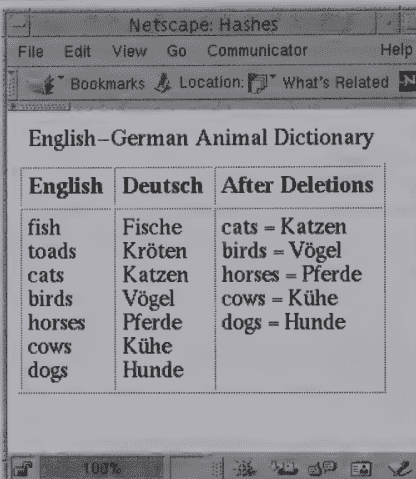 Netscape: Hashes
File Edit View Go Communicator Help
Bookmarks Location: What's Related N
English–German Animal Dictionary
English Deutsch After Deletions
fish Fische cats = Katzen
toads Kröten birds = Vögel
cats Katzen horses = Pferde
birds Vögel cows = Kühe
horses Pferde dogs = Hunde
cows Kühe
dogs Hunde
100%